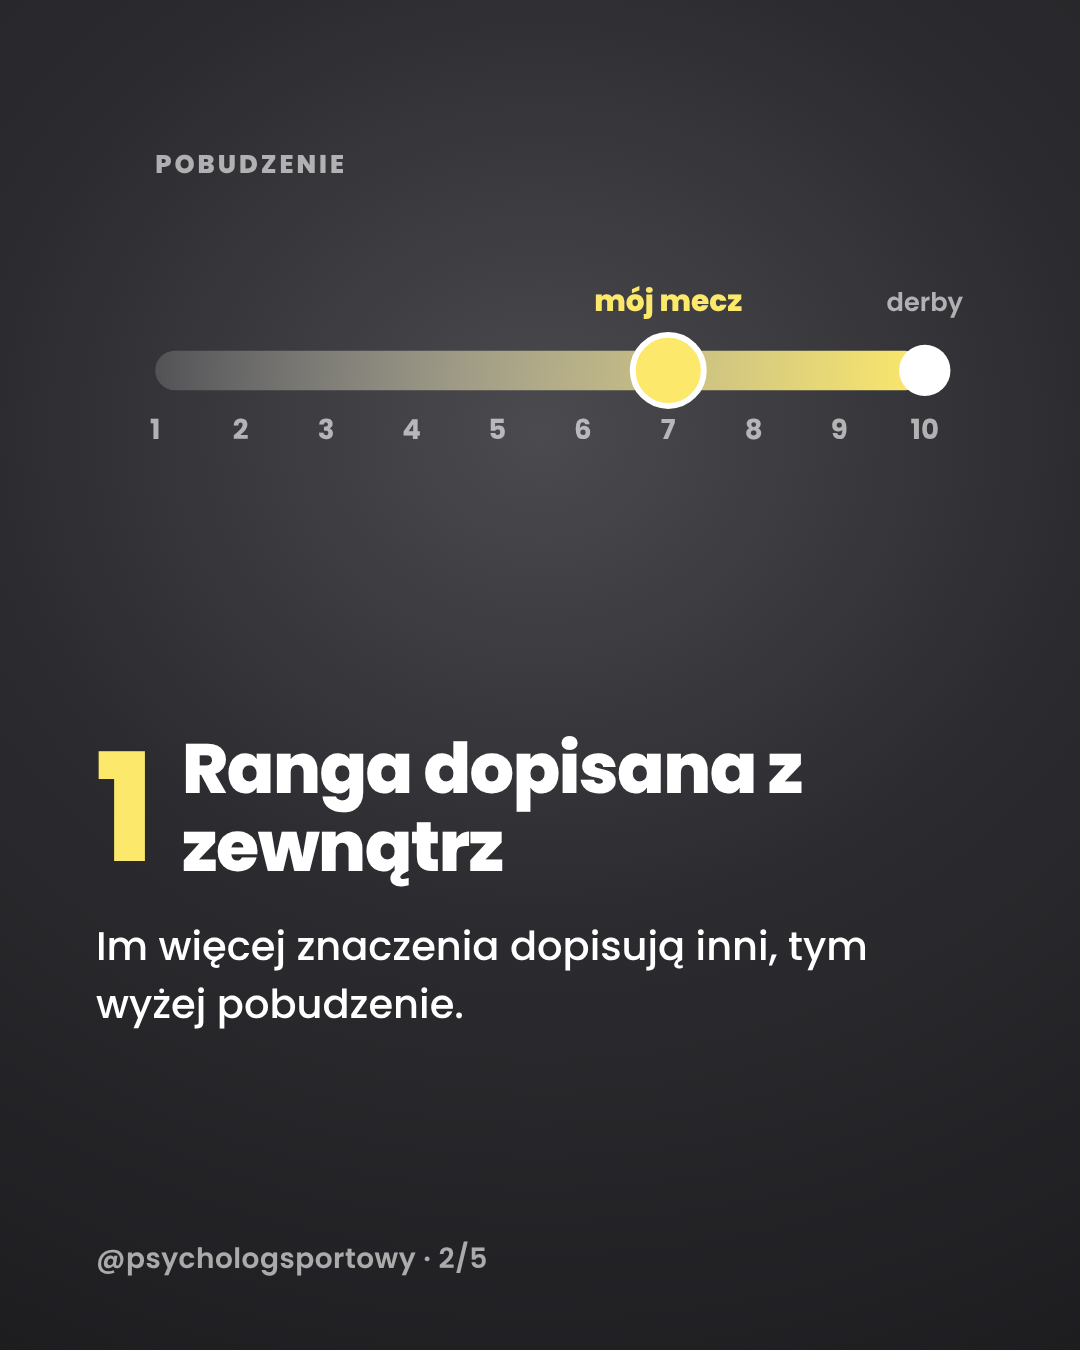 POBUDZENIE
mój mecz derby
1 2 3 4 5 6 7 8 9 10
1 Ranga dopisana z
zewnątrz
Im więcej znaczenia dopisują inni, tym
wyżej pobudzenie.
@psychologsportowy · 2/5